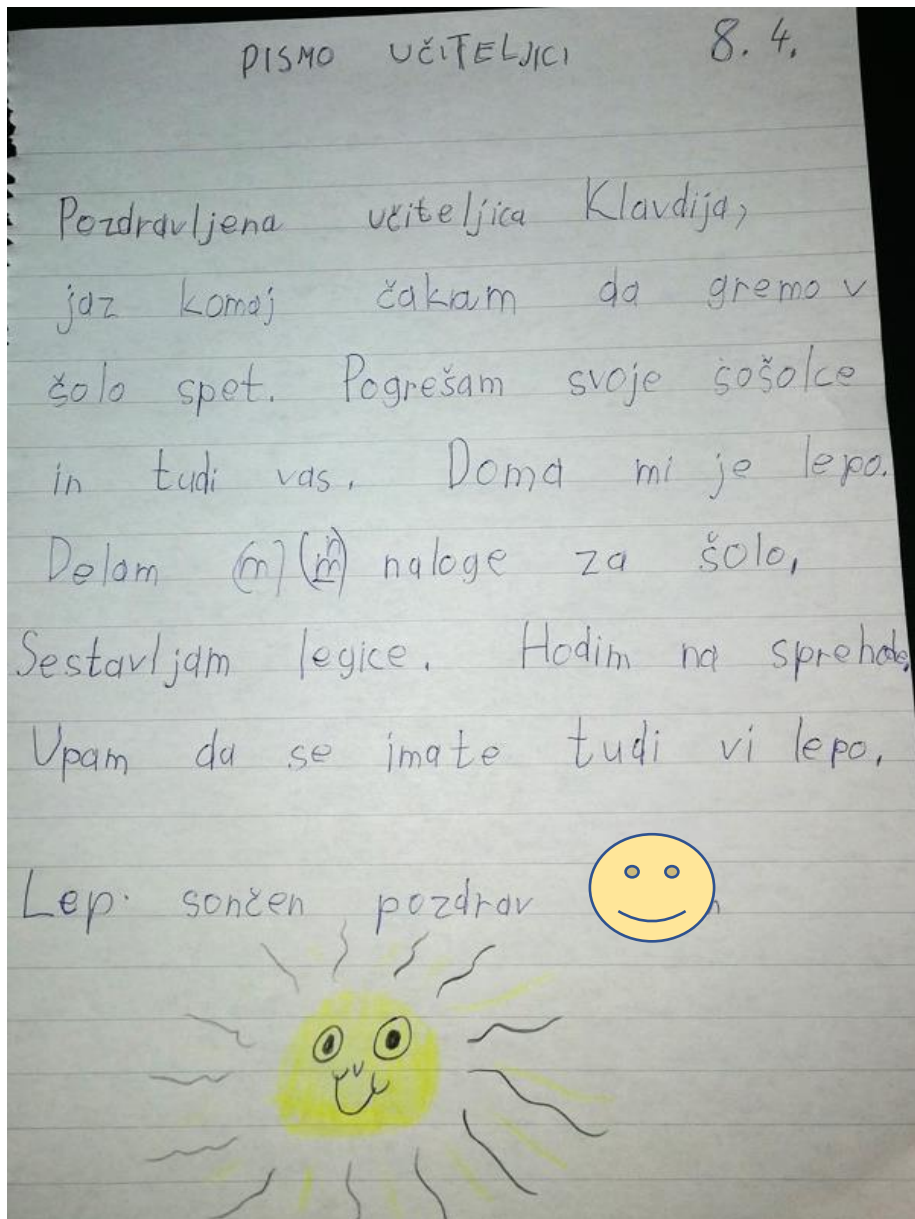 PISMO UČITELJICI 8. 4.
Pozdravljena učiteljica Klavdija,
jaz komaj čakam da gremo v
šolo spet. Pogrešam svoje sošolce
in tudi vas. Doma mi je lepo.
Delam (m) naloge za šolo,
Sestavljam legice. Hodim na sprehode.
Upam da se imate tudi vi lepo.
Lep sončen pozdrav